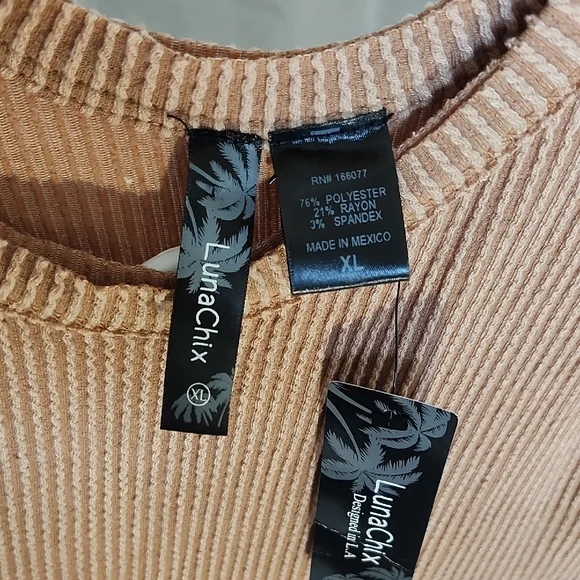 LunaChix
XL
RN# 166077
76% POLYESTER
21% RAYON
3% SPANDEX
MADE IN MEXICO
XL
LunaChix
Designed in L.A